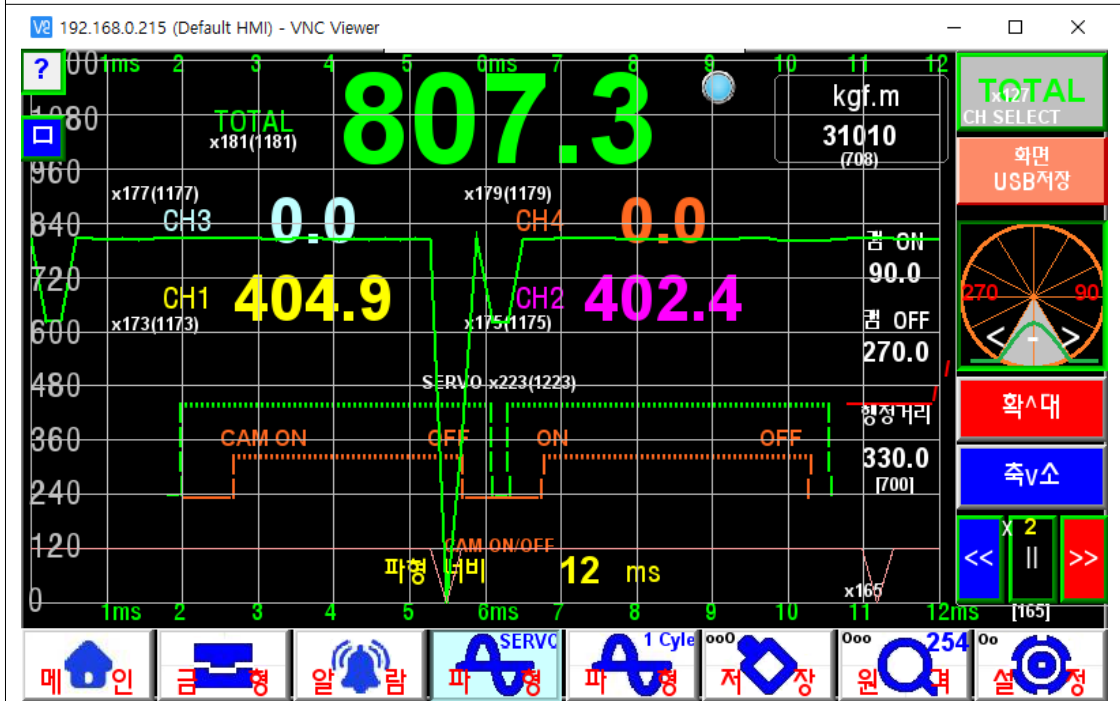 192.168.0.215 (Default HMI) - VNC Viewer
?
1ms 2 3 4 5 6ms 7 8 9 10 11 12
TOTAL
x181(1181)
807.3
kgf.m
31010
(708)
TOTAL
x127
CH SELECT
화면
USB저장
1080
960
840
720
600
480
360
240
120
0
x177(1177)
CH3
0.0
x179(1179)
CH4
0.0
CH1
404.9
x173(1173)
CH2
402.4
x175(1175)
캠 ON
90.0
캠 OFF
270.0
270
90
< - >
SERVO x223(1223)
행정거리
330.0
[700]
확^대
축v소
CAM ON
OFF
ON
OFF
CAM ON/OFF
파형 너비 12 ms
x165
X 2
<<
||
>>
[165]
1ms 2 3 4 5 6ms 7 8 9 10 11 12ms
메인
금형
알람
SERVO
파형
1 Cyle
파형
ooO
저장
Ooo
254
원격
Oo
설정